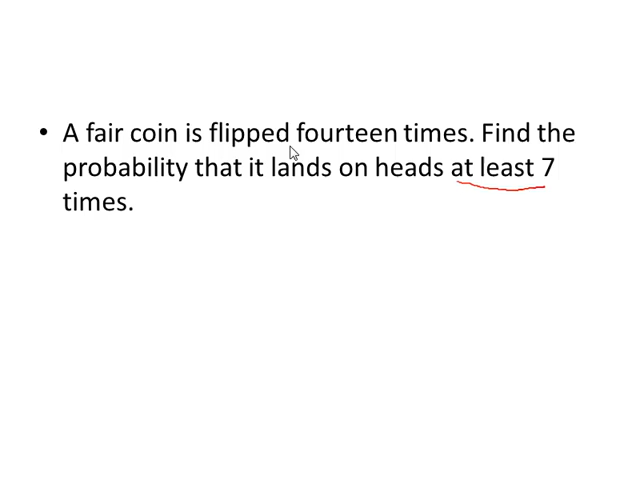 • A fair coin is flipped fourteen times. Find the
probability that it lands on heads at least 7
times.